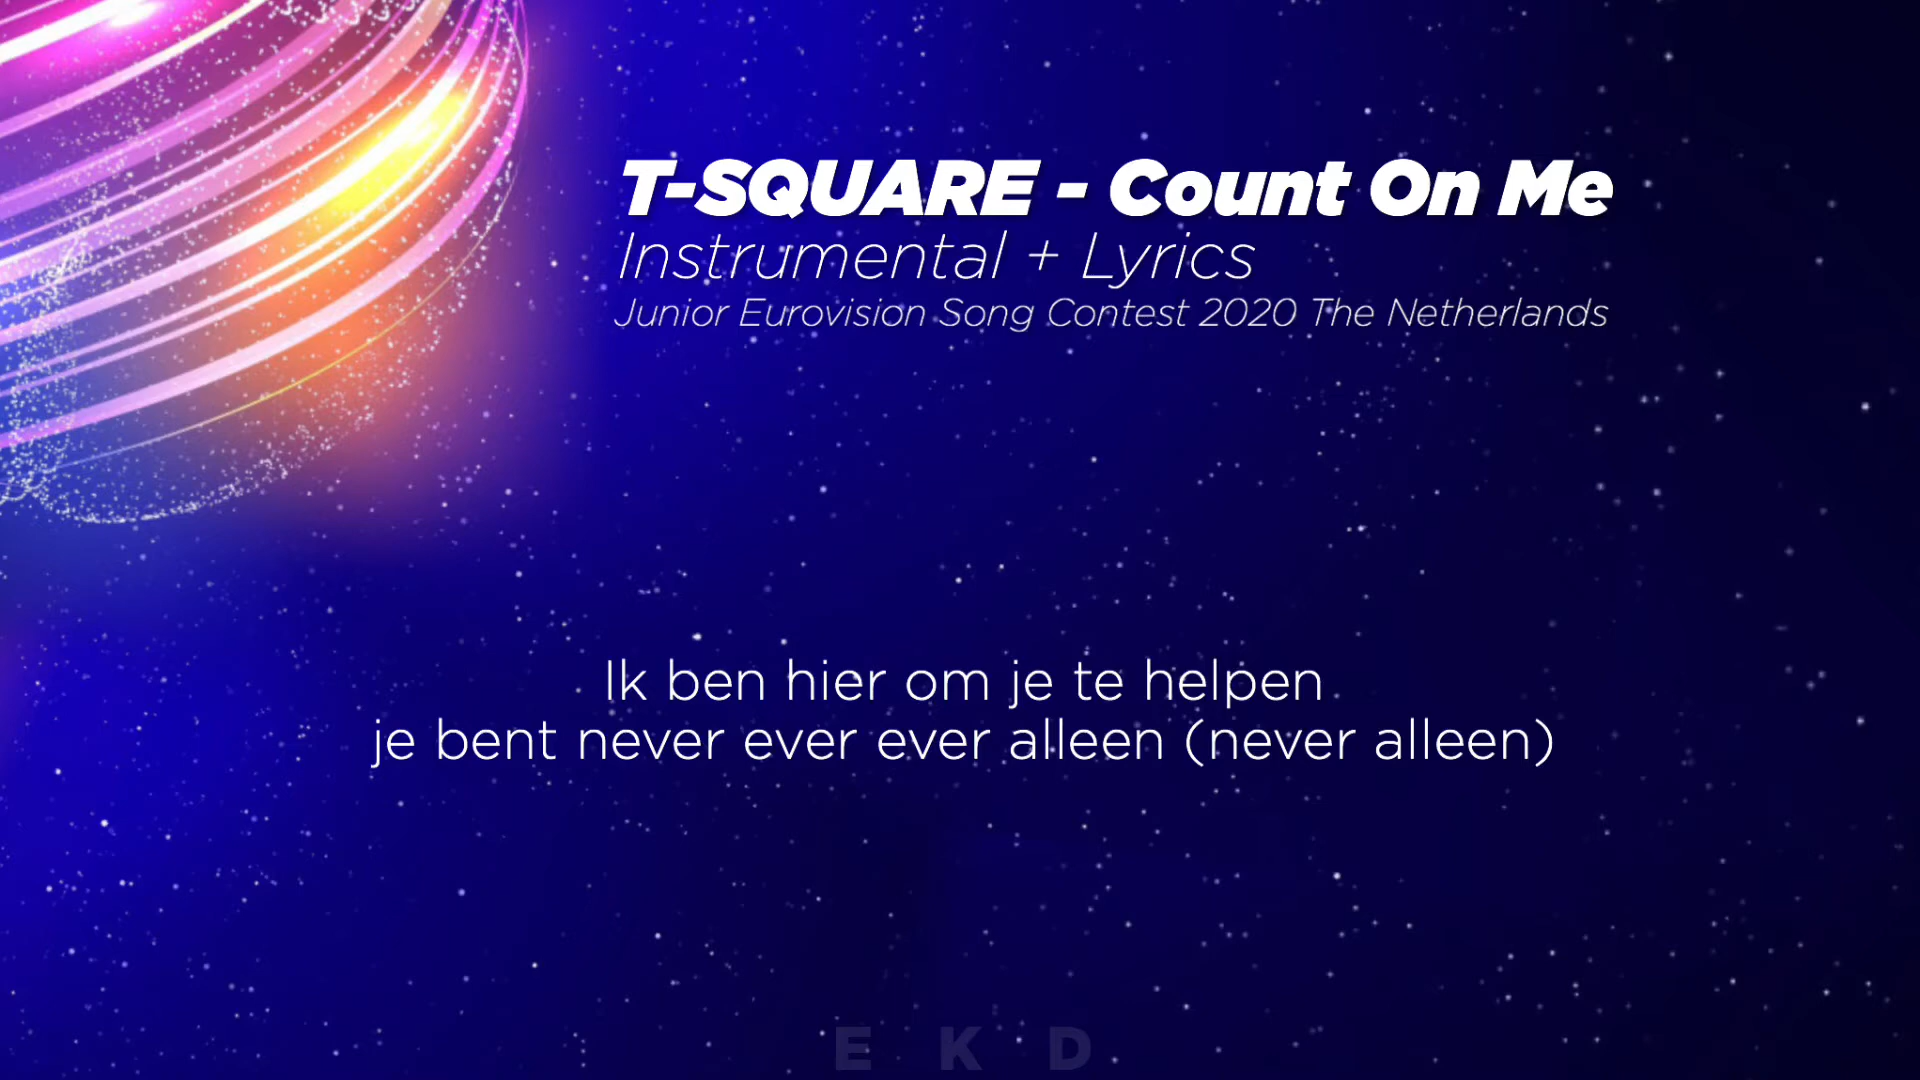 T-SQUARE - Count On Me
Instrumental + Lyrics
Junior Eurovision Song Contest 2020 The Netherlands
Ik ben hier om je te helpen
je bent never ever ever alleen (never alleen)
E K D